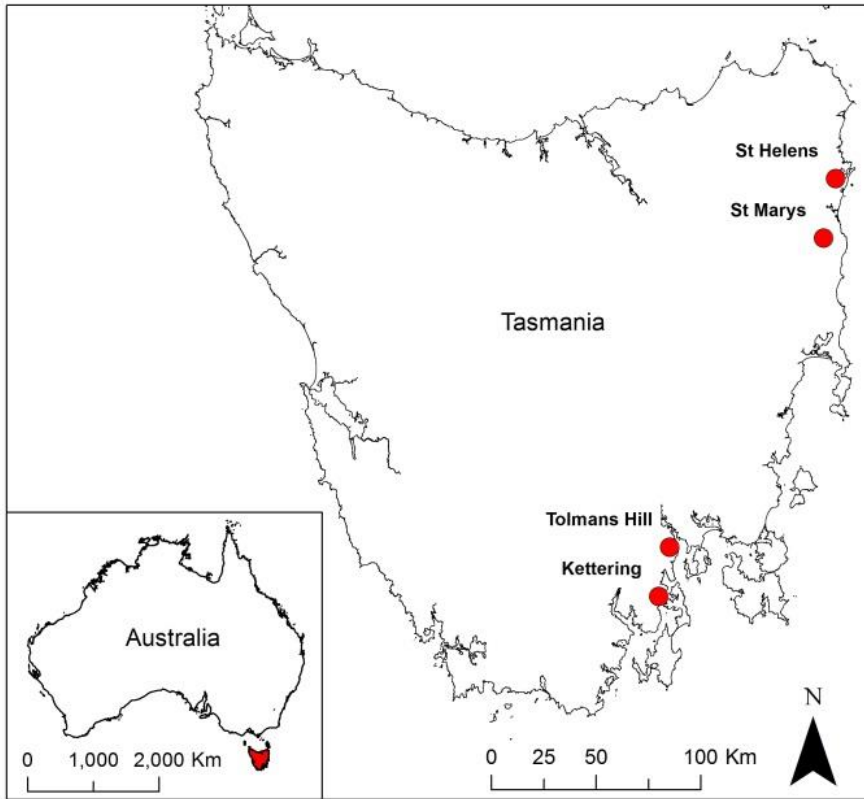 St Helens
St Marys
Tasmania
Tolmans Hill
Kettering
Australia
0 1,000 2,000 Km
N
0 25 50 100 Km